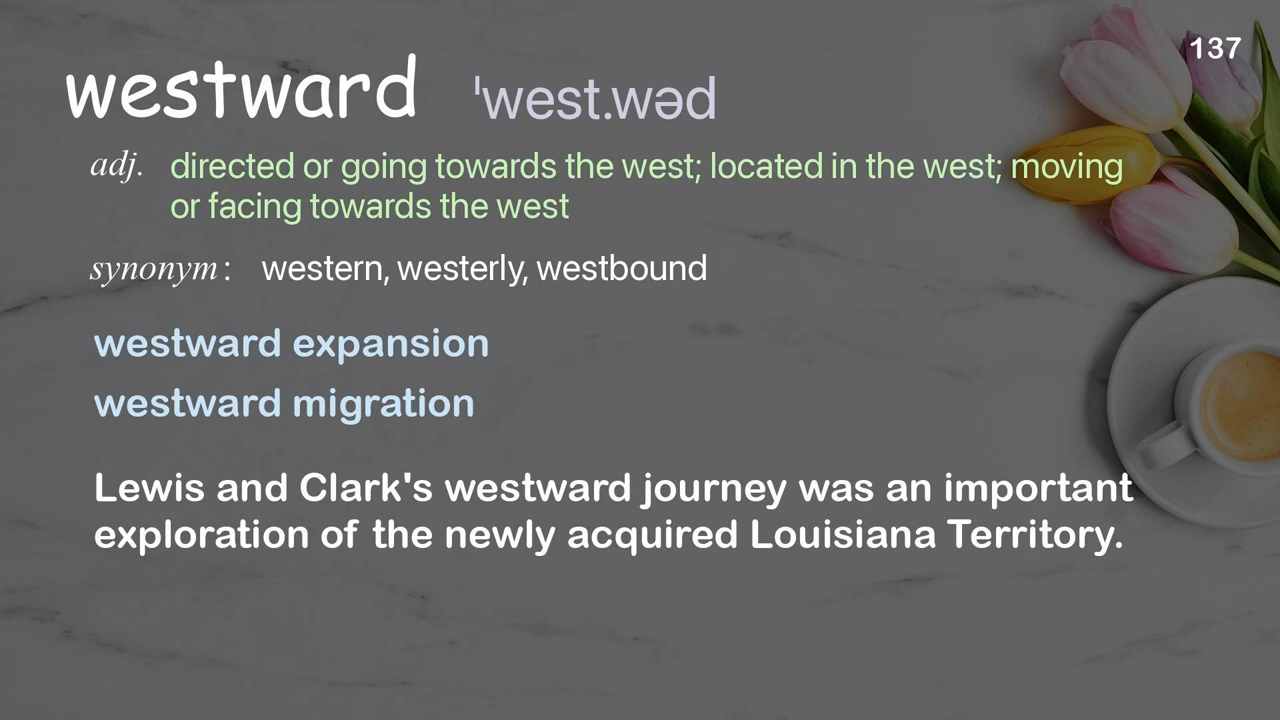 137
westward ˈwest.wəd
adj. directed or going towards the west; located in the west; moving
or facing towards the west
synonym: western, westerly, westbound
westward expansion
westward migration
Lewis and Clark's westward journey was an important
exploration of the newly acquired Louisiana Territory.